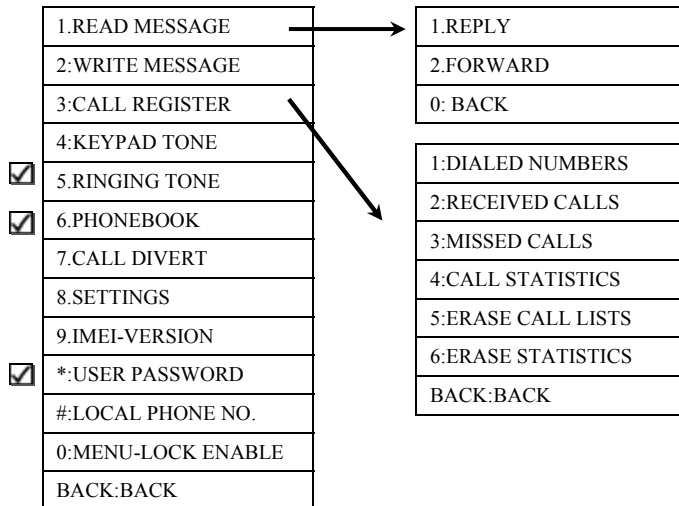 1.READ MESSAGE
2:WRITE MESSAGE
3:CALL REGISTER
4:KEYPAD TONE
5.RINGING TONE
6.PHONEBOOK
7.CALL DIVERT
8.SETTINGS
9.IMEI-VERSION
*:USER PASSWORD
#:LOCAL PHONE NO.
0:MENU-LOCK ENABLE
BACK:BACK
1.REPLY
2.FORWARD
0: BACK
1:DIALED NUMBERS
2:RECEIVED CALLS
3:MISSED CALLS
4:CALL STATISTICS
5:ERASE CALL LISTS
6:ERASE STATISTICS
BACK:BACK